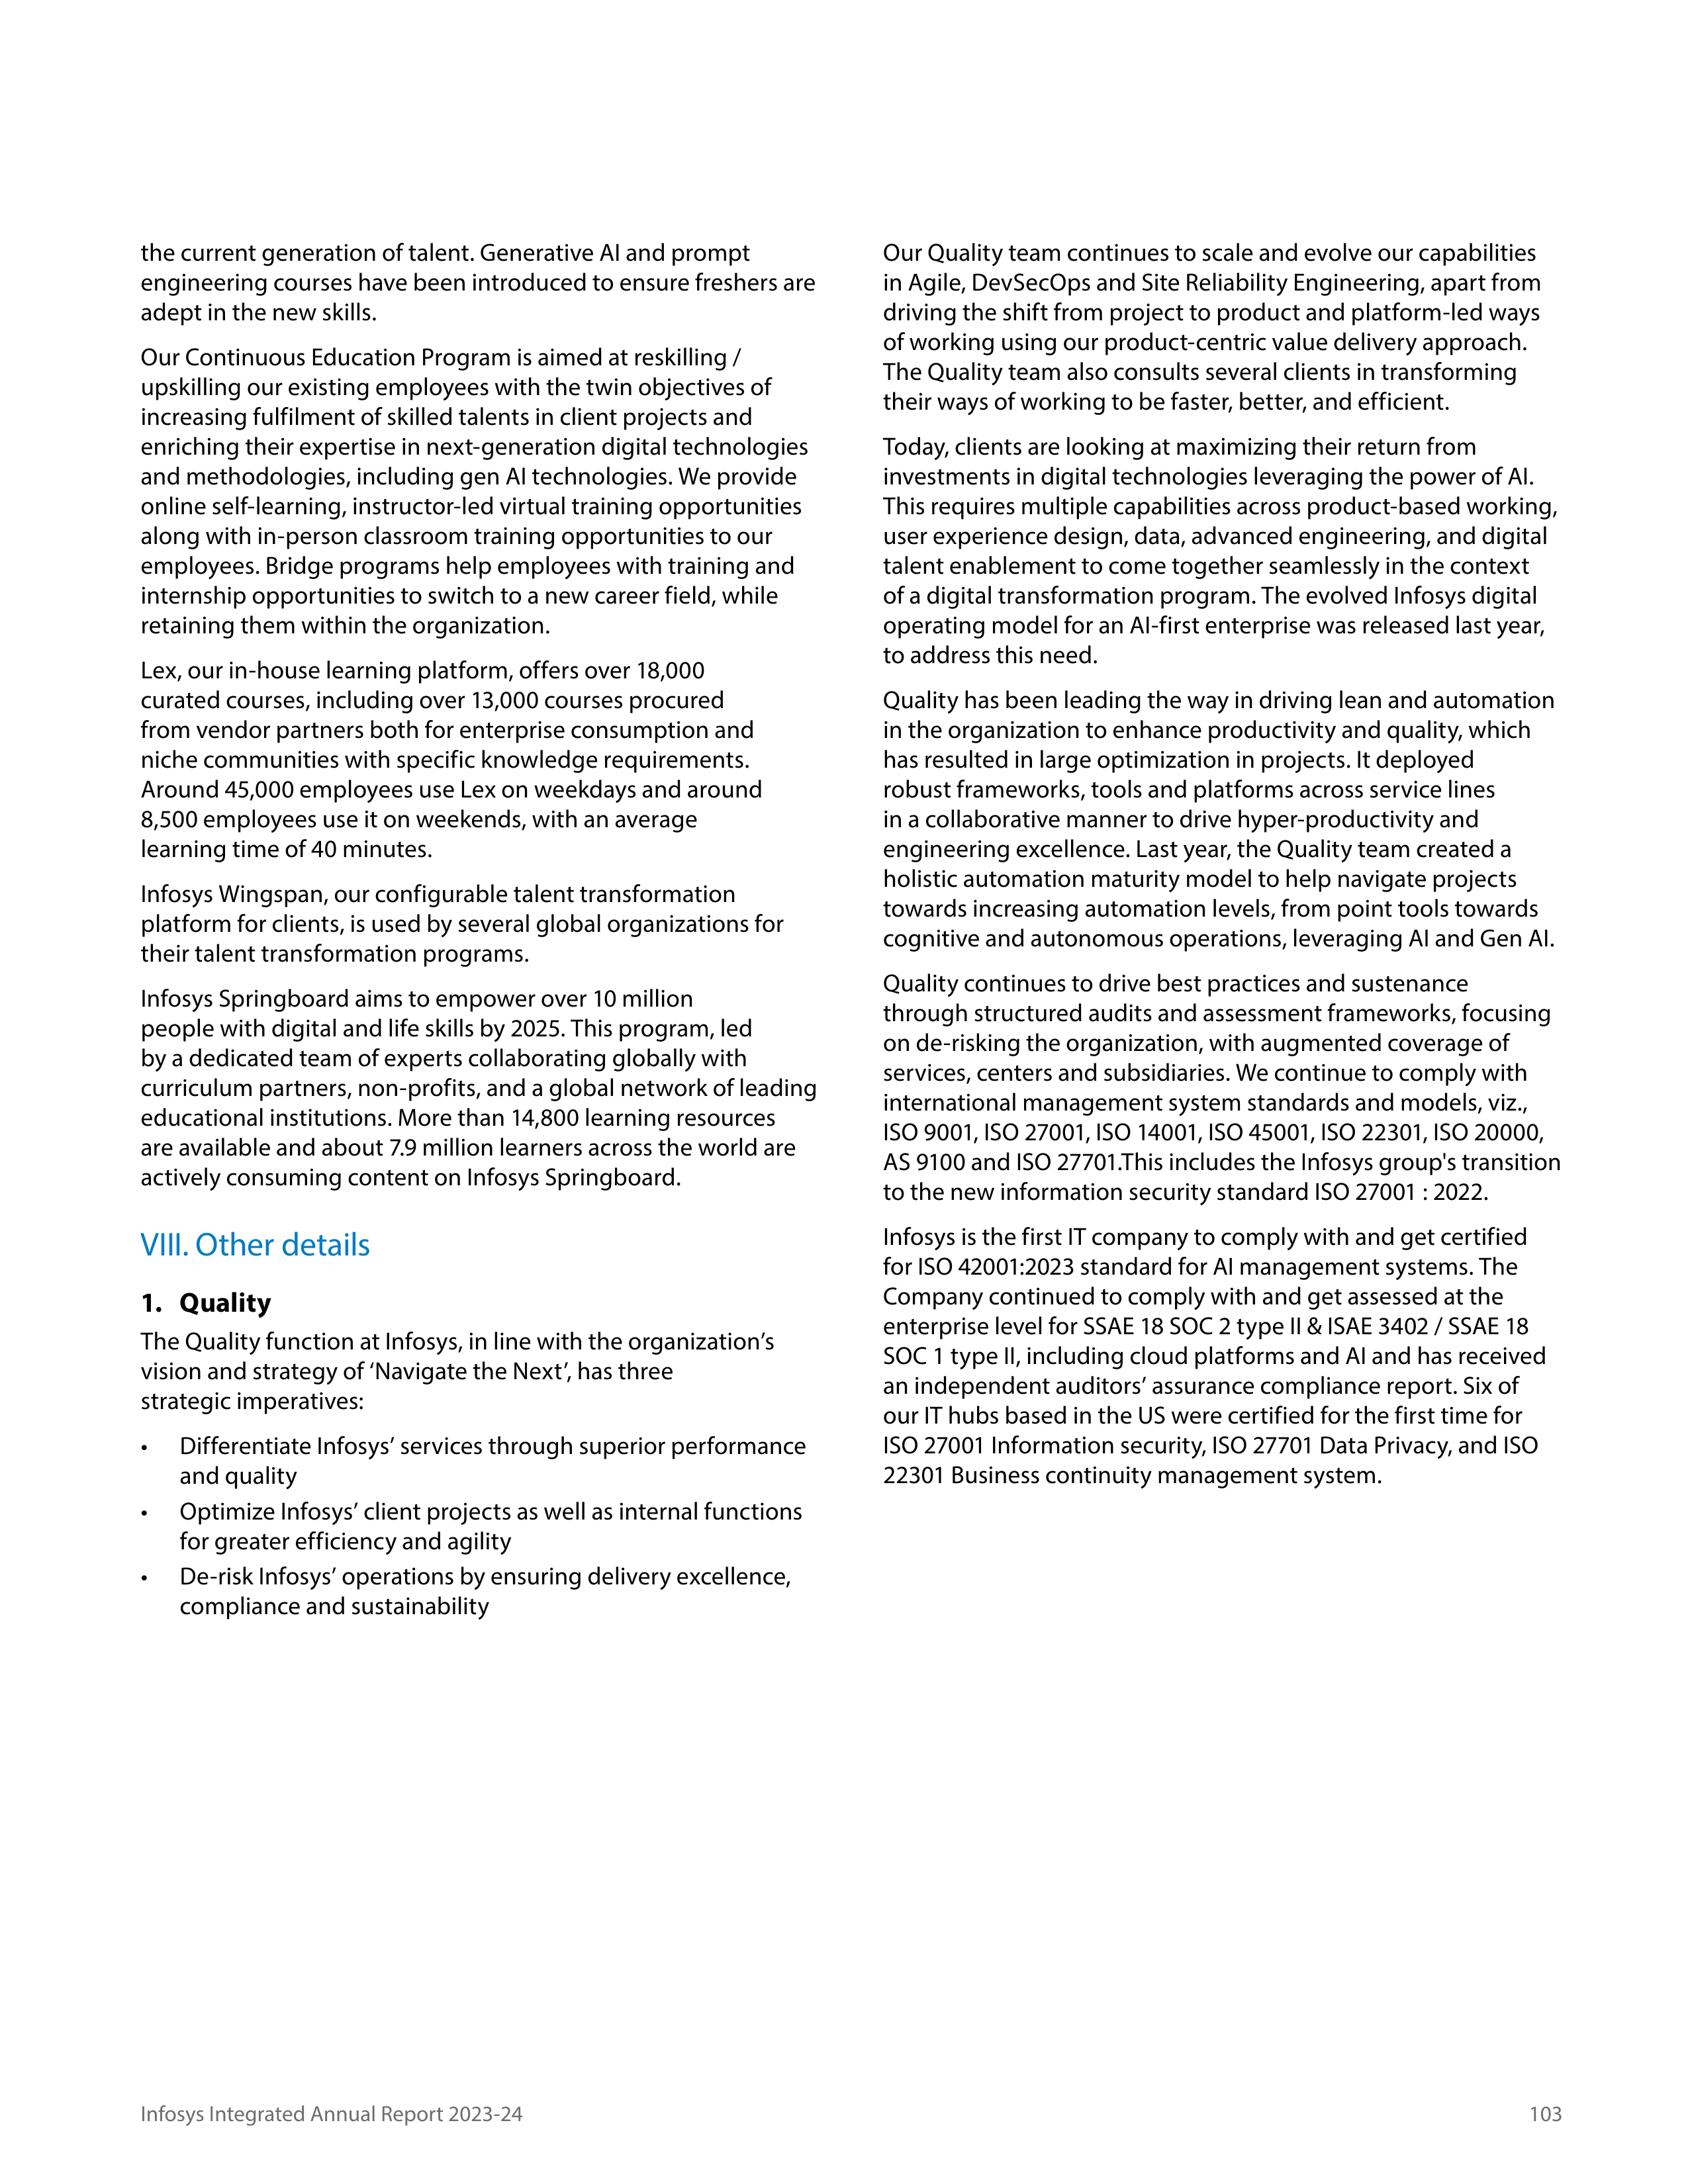 the current generation of talent. Generative AI and prompt
engineering courses have been introduced to ensure freshers are
adept in the new skills.
Our Continuous Education Program is aimed at reskilling /
upskilling our existing employees with the twin objectives of
increasing fulfilment of skilled talents in client projects and
enriching their expertise in next-generation digital technologies
and methodologies, including gen AI technologies. We provide
online self-learning, instructor-led virtual training opportunities
along with in-person classroom training opportunities to our
employees. Bridge programs help employees with training and
internship opportunities to switch to a new career field, while
retaining them within the organization.
Lex, our in-house learning platform, offers over 18,000
curated courses, including over 13,000 courses procured
from vendor partners both for enterprise consumption and
niche communities with specific knowledge requirements.
Around 45,000 employees use Lex on weekdays and around
8,500 employees use it on weekends, with an average
learning time of 40 minutes.
Infosys Wingspan, our configurable talent transformation
platform for clients, is used by several global organizations for
their talent transformation programs.
Infosys Springboard aims to empower over 10 million
people with digital and life skills by 2025. This program, led
by a dedicated team of experts collaborating globally with
curriculum partners, non-profits, and a global network of leading
educational institutions. More than 14,800 learning resources
are available and about 7.9 million learners across the world are
actively consuming content on Infosys Springboard.
VIII. Other details
1. Quality
The Quality function at Infosys, in line with the organization’s
vision and strategy of ‘Navigate the Next’, has three
strategic imperatives:
• Differentiate Infosys’ services through superior performance
and quality
• Optimize Infosys’ client projects as well as internal functions
for greater efficiency and agility
• De-risk Infosys’ operations by ensuring delivery excellence,
compliance and sustainability
Our Quality team continues to scale and evolve our capabilities
in Agile, DevSecOps and Site Reliability Engineering, apart from
driving the shift from project to product and platform-led ways
of working using our product-centric value delivery approach.
The Quality team also consults several clients in transforming
their ways of working to be faster, better, and efficient.
Today, clients are looking at maximizing their return from
investments in digital technologies leveraging the power of AI.
This requires multiple capabilities across product-based working,
user experience design, data, advanced engineering, and digital
talent enablement to come together seamlessly in the context
of a digital transformation program. The evolved Infosys digital
operating model for an AI-first enterprise was released last year,
to address this need.
Quality has been leading the way in driving lean and automation
in the organization to enhance productivity and quality, which
has resulted in large optimization in projects. It deployed
robust frameworks, tools and platforms across service lines
in a collaborative manner to drive hyper-productivity and
engineering excellence. Last year, the Quality team created a
holistic automation maturity model to help navigate projects
towards increasing automation levels, from point tools towards
cognitive and autonomous operations, leveraging AI and Gen AI.
Quality continues to drive best practices and sustenance
through structured audits and assessment frameworks, focusing
on de-risking the organization, with augmented coverage of
services, centers and subsidiaries. We continue to comply with
international management system standards and models, viz.,
ISO 9001, ISO 27001, ISO 14001, ISO 45001, ISO 22301, ISO 20000,
AS 9100 and ISO 27701.This includes the Infosys group's transition
to the new information security standard ISO 27001 : 2022.
Infosys is the first IT company to comply with and get certified
for ISO 42001:2023 standard for AI management systems. The
Company continued to comply with and get assessed at the
enterprise level for SSAE 18 SOC 2 type II & ISAE 3402 / SSAE 18
SOC 1 type II, including cloud platforms and AI and has received
an independent auditors’ assurance compliance report. Six of
our IT hubs based in the US were certified for the first time for
ISO 27001 Information security, ISO 27701 Data Privacy, and ISO
22301 Business continuity management system.
Infosys Integrated Annual Report 2023-24
103